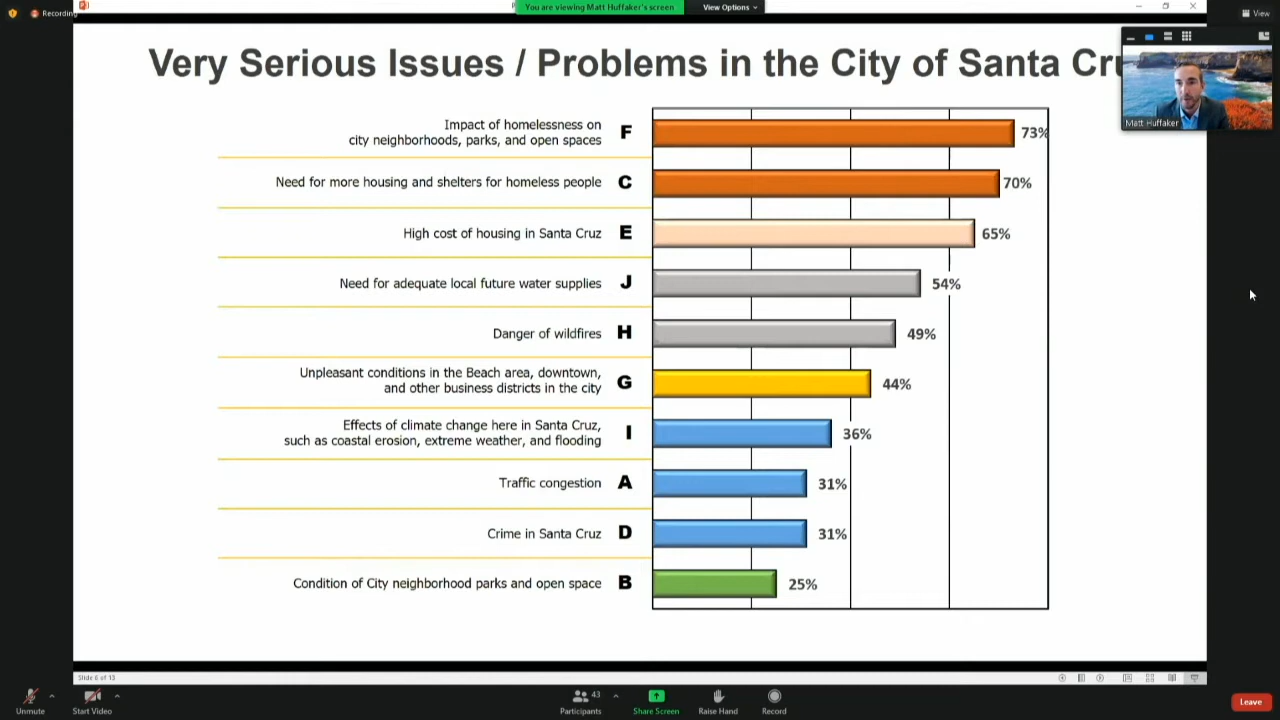 Recording
You are viewing Matt Huffaker's screen
View Options
View
Very Serious Issues / Problems in the City of Santa
Matt Huffaker
Impact of homelessness on
city neighborhoods, parks, and open spaces
F
73%
Need for more housing and shelters for homeless people
C
70%
High cost of housing in Santa Cruz
E
65%
Need for adequate local future water supplies
J
54%
Danger of wildfires
H
49%
Unpleasant conditions in the Beach area, downtown,
and other business districts in the city
G
44%
Effects of climate change here in Santa Cruz,
such as coastal erosion, extreme weather, and flooding
I
36%
Traffic congestion
A
31%
Crime in Santa Cruz
D
31%
Condition of City neighborhood parks and open space
B
25%
Slide 6 of 13
Unmute
Start Video
43
Participants
Share Screen
Raise Hand
Record
Leave